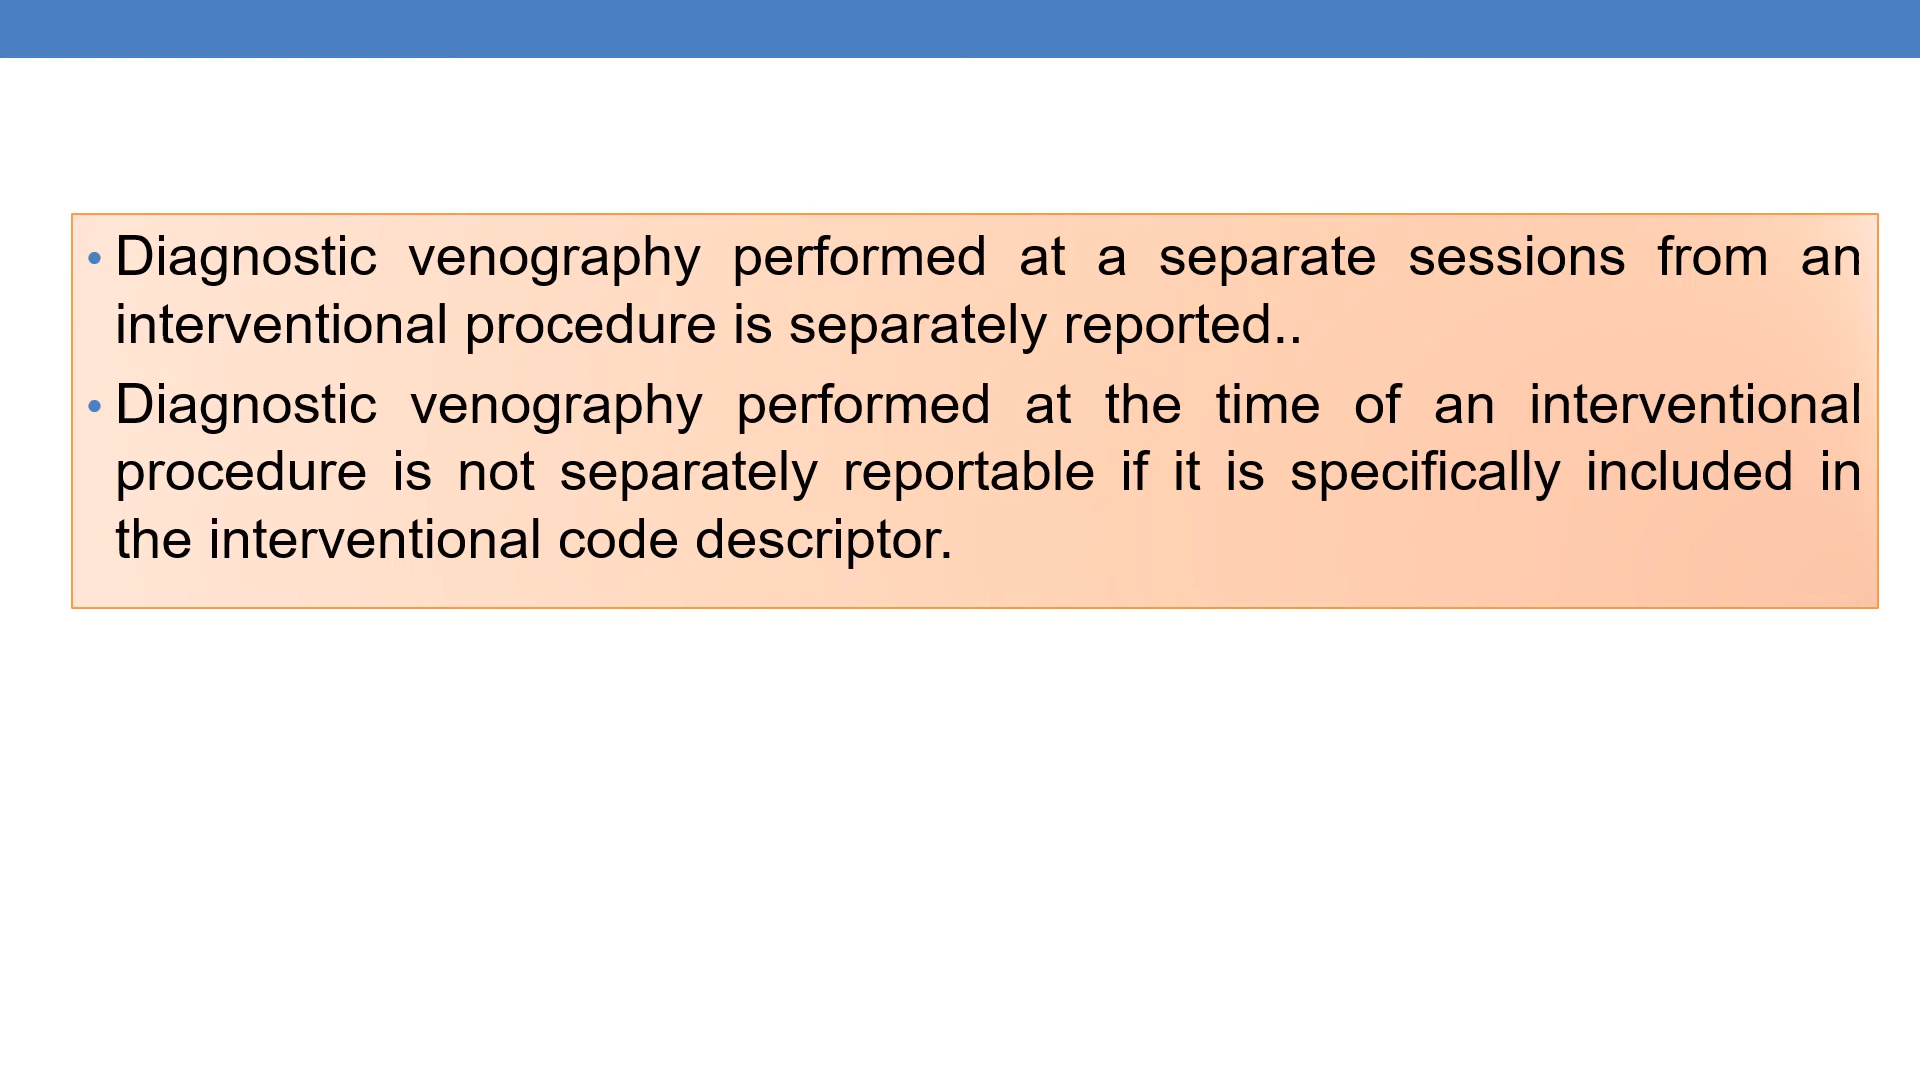 • Diagnostic venography performed at a separate sessions from an
interventional procedure is separately reported..
• Diagnostic venography performed at the time of an interventional
procedure is not separately reportable if it is specifically included in
the interventional code descriptor.